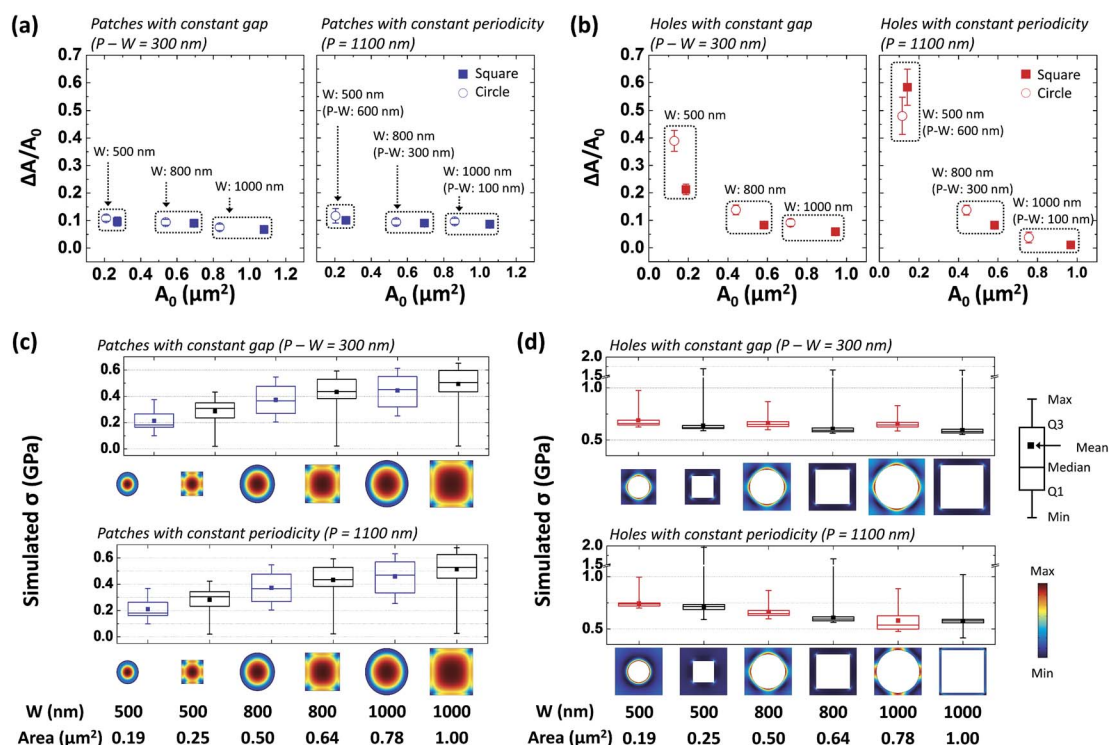 (a)
Patches with constant gap
(P – W = 300 nm)
Patches with constant periodicity
(P = 1100 nm)
ΔA/A₀
0.7
0.6
0.5
0.4
0.3
0.2
0.1
0.0
W: 500 nm
W: 800 nm
W: 1000 nm
0.2 0.4 0.6 0.8 1.0 1.2
A₀ (μm²)
Square
Circle
W: 500 nm
(P-W: 600 nm)
W: 800 nm
(P-W: 300 nm)
W: 1000 nm
(P-W: 100 nm)
0.2 0.4 0.6 0.8 1.0 1.2
A₀ (μm²)
(b)
Holes with constant gap
(P – W = 300 nm)
Holes with constant periodicity
(P = 1100 nm)
ΔA/A₀
0.7
0.6
0.5
0.4
0.3
0.2
0.1
0.0
W: 500 nm
W: 800 nm
W: 1000 nm
0.0 0.2 0.4 0.6 0.8 1.0
A₀ (μm²)
Square
Circle
W: 500 nm
(P-W: 600 nm)
W: 800 nm
(P-W: 300 nm)
W: 1000 nm
(P-W: 100 nm)
0.0 0.2 0.4 0.6 0.8 1.0
A₀ (μm²)
(c)
Patches with constant gap (P – W = 300 nm)
Simulated σ (GPa)
0.6
0.4
0.2
0.0
Patches with constant periodicity (P = 1100 nm)
0.6
0.4
0.2
0.0
W (nm) 500 500 800 800 1000 1000
Area (μm²) 0.19 0.25 0.50 0.64 0.78 1.00
(d)
Holes with constant gap (P – W = 300 nm)
Simulated σ (GPa)
2.0
1.5
1.0
0.5
Holes with constant periodicity (P = 1100 nm)
2.0
1.5
1.0
0.5
W (nm) 500 500 800 800 1000 1000
Area (μm²) 0.19 0.25 0.50 0.64 0.78 1.00
Max
Q3
Mean
Median
Q1
Min
Max
Min